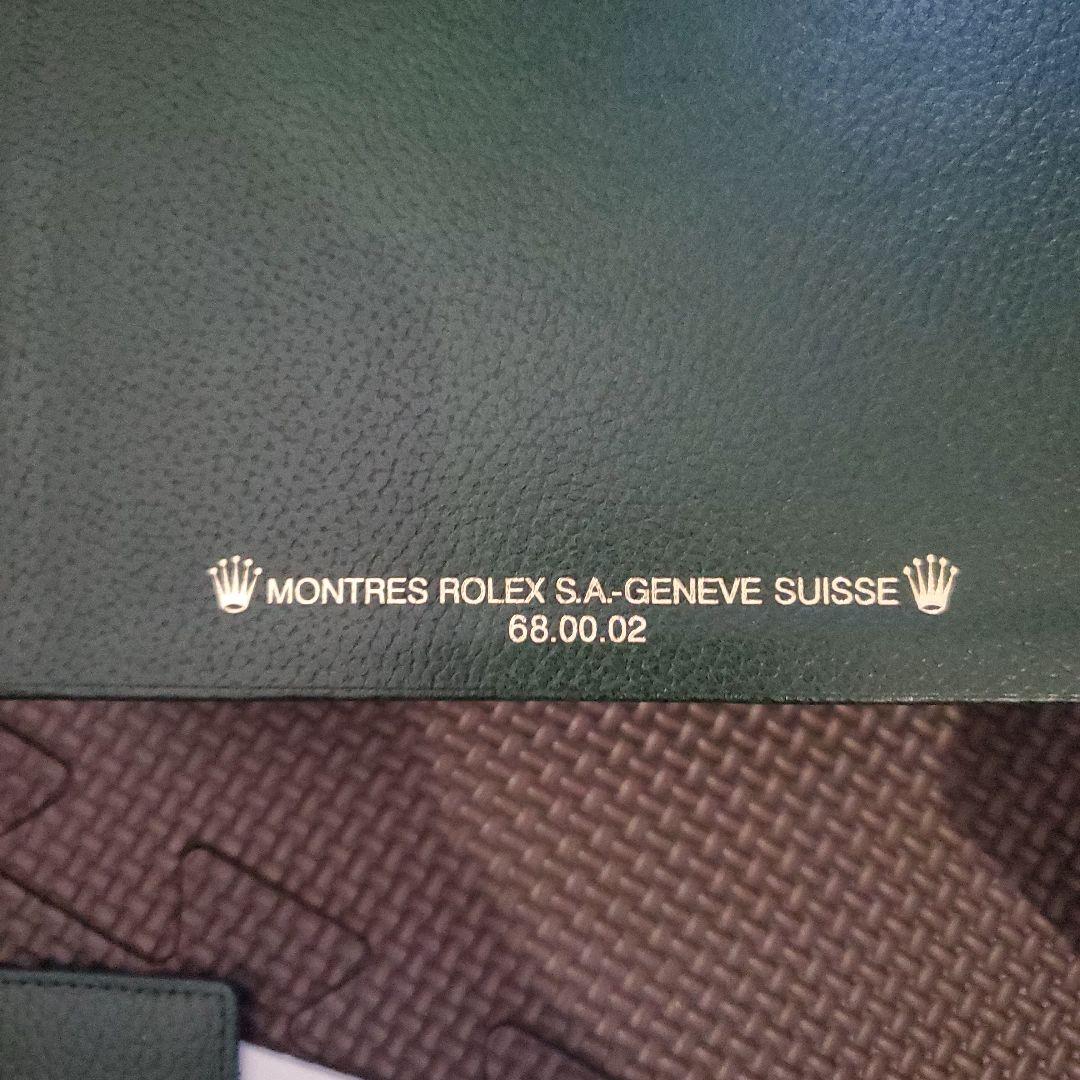 MONTRES ROLEX S.A.-GENEVE SUISSE
68.00.02